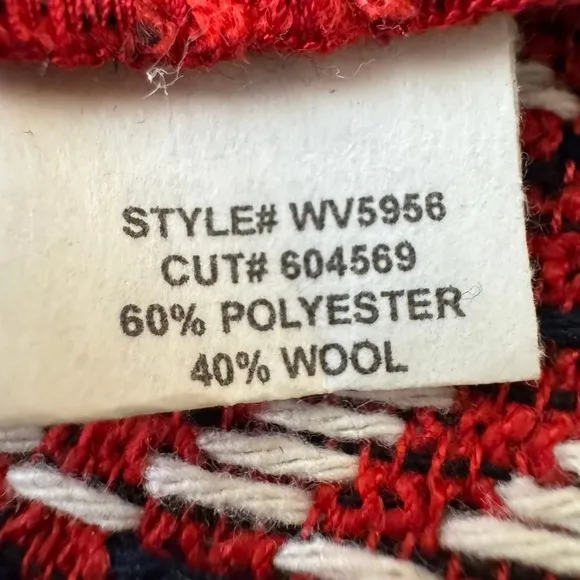 STYLE# WV5956
CUT# 604569
60% POLYESTER
40% WOOL